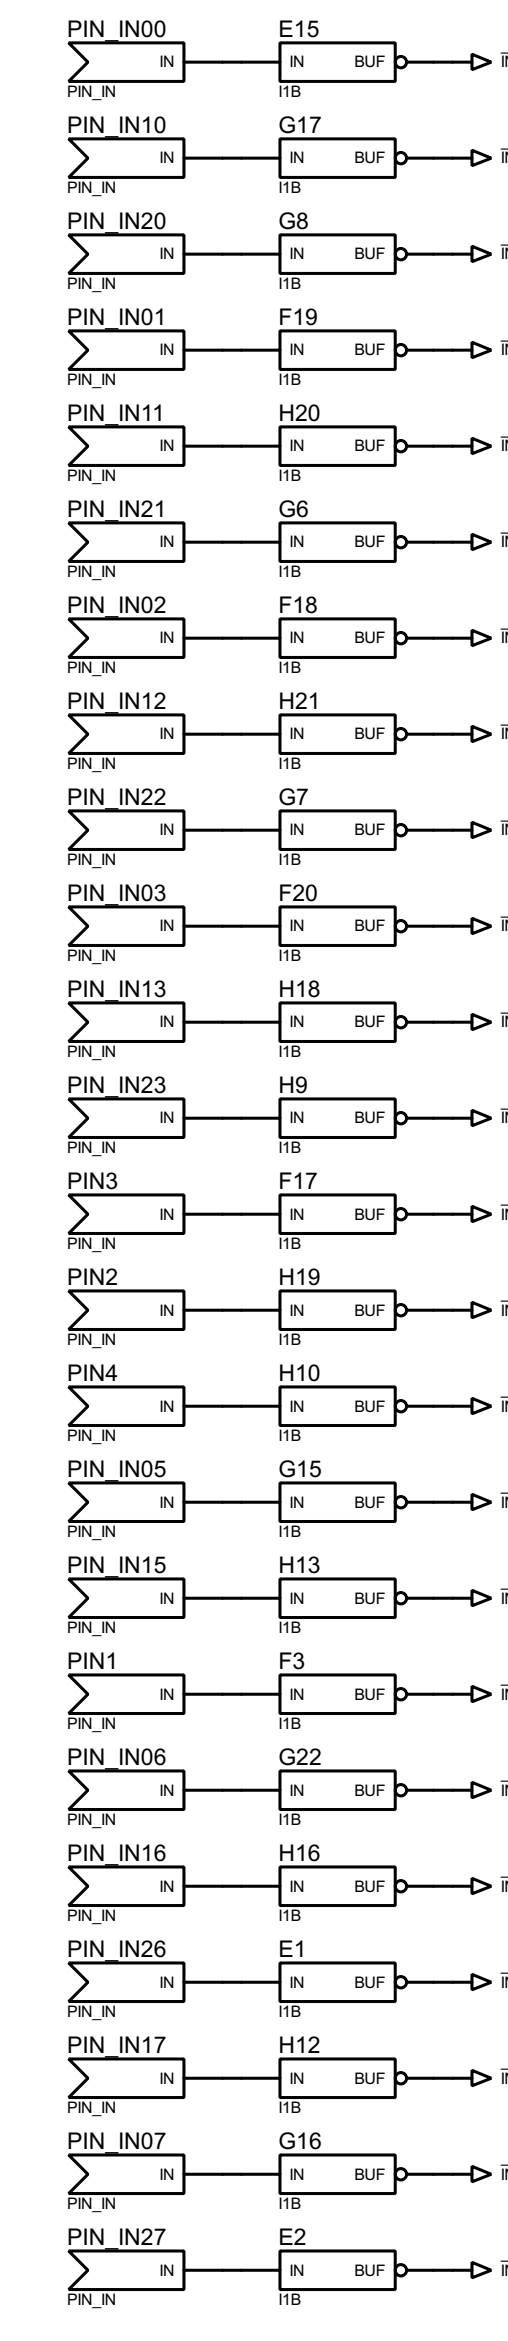 PIN_IN00 E15
IN IN BUF
PIN_IN I1B
PIN_IN10 G17
IN IN BUF
PIN_IN I1B
PIN_IN20 G8
IN IN BUF
PIN_IN I1B
PIN_IN01 F19
IN IN BUF
PIN_IN I1B
PIN_IN11 H20
IN IN BUF
PIN_IN I1B
PIN_IN21 G6
IN IN BUF
PIN_IN I1B
PIN_IN02 F18
IN IN BUF
PIN_IN I1B
PIN_IN12 H21
IN IN BUF
PIN_IN I1B
PIN_IN22 G7
IN IN BUF
PIN_IN I1B
PIN_IN03 F20
IN IN BUF
PIN_IN I1B
PIN_IN13 H18
IN IN BUF
PIN_IN I1B
PIN_IN23 H9
IN IN BUF
PIN_IN I1B
PIN3 F17
IN IN BUF
PIN_IN I1B
PIN2 H19
IN IN BUF
PIN_IN I1B
PIN4 H10
IN IN BUF
PIN_IN I1B
PIN_IN05 G15
IN IN BUF
PIN_IN I1B
PIN_IN15 H13
IN IN BUF
PIN_IN I1B
PIN1 F3
IN IN BUF
PIN_IN I1B
PIN_IN06 G22
IN IN BUF
PIN_IN I1B
PIN_IN16 H16
IN IN BUF
PIN_IN I1B
PIN_IN26 E1
IN IN BUF
PIN_IN I1B
PIN_IN17 H12
IN IN BUF
PIN_IN I1B
PIN_IN07 G16
IN IN BUF
PIN_IN I1B
PIN_IN27 E2
IN IN BUF
PIN_IN I1B